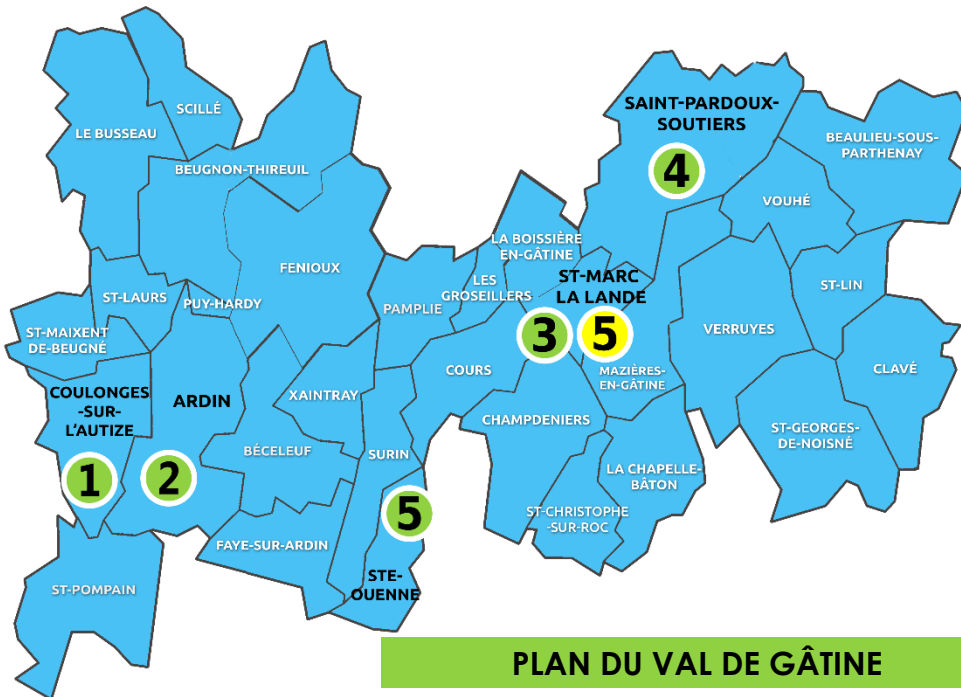 SCILLÉ
LE BUSSEAU
BEUGNON-THIREUIL
SAINT-PARDOUX-
SOUTIERS
4
BEAULIEU-SOUS-
PARTHENAY
VOUHÉ
FENIOUX
LA BOISSIÈRE
EN-GÂTINE
LES
GROSEILLERS
ST-MARC
LA LANDE
ST-LAURS
PUY-HARDY
PAMPLIE
ST-LIN
ST-MAIXENT
DE-BEUGNÉ
3
5
VERRUYES
COURS
MAZIÈRES-
EN-GÂTINE
CLAVÉ
COULONGES
-SUR-
L'AUTIZE
ARDIN
XAINTRAY
CHAMPDENIERS
ST-GEORGES-
DE-NOISNÉ
BÉCELEUF
SURIN
LA CHAPELLE-
BÂTON
1
2
5
ST-CHRISTOPHE
-SUR-ROC
FAYE-SUR-ARDIN
STE-
OUENNE
ST-POMPAIN
PLAN DU VAL DE GÂTINE